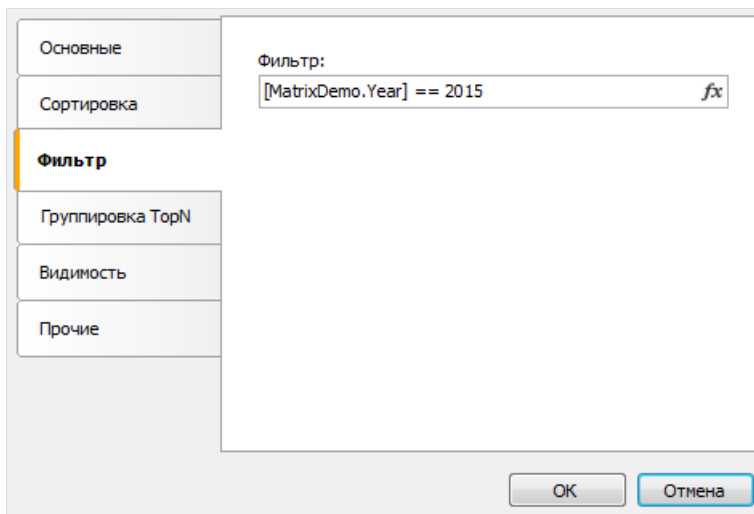 Основные
Сортировка
Фильтр
Группировка TopN
Видимость
Прочие
Фильтр:
[MatrixDemo.Year] == 2015
fx
OK
Отмена